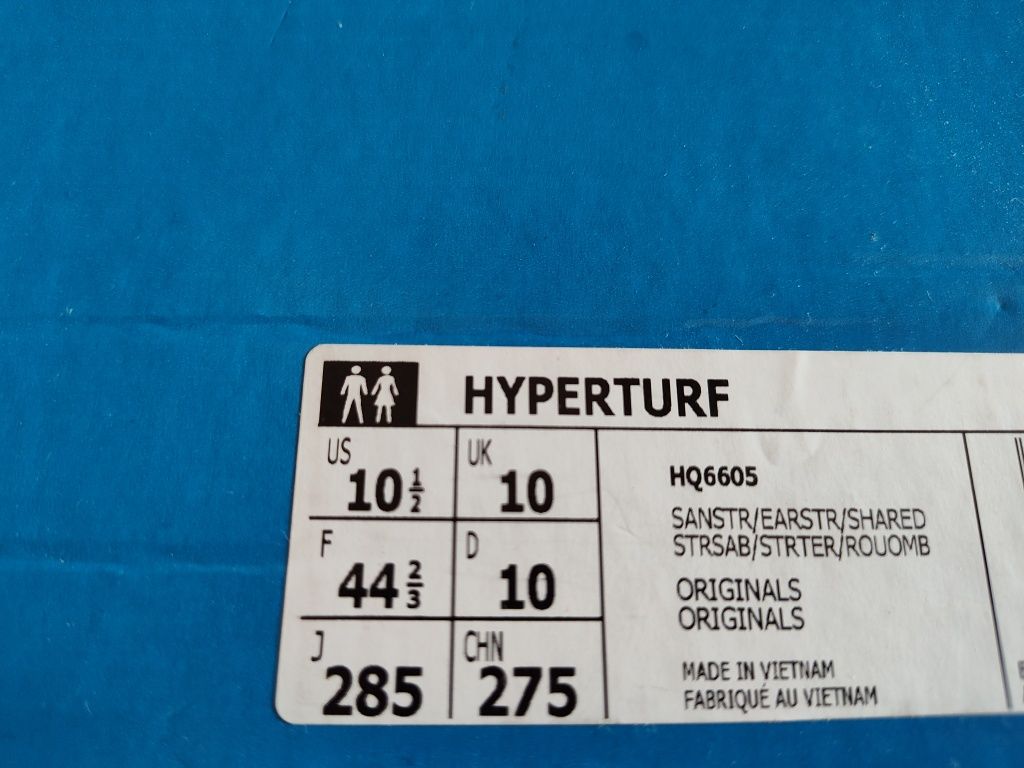 HYPERTURF
US 10 1/2 UK 10
F 44 2/3 D 10
J 285 CHN 275
HQ6605
SANSTR/EARSTR/SHARED
STRSAB/STRTER/ROUOMB
ORIGINALS
ORIGINALS
MADE IN VIETNAM
FABRIQUÉ AU VIETNAM